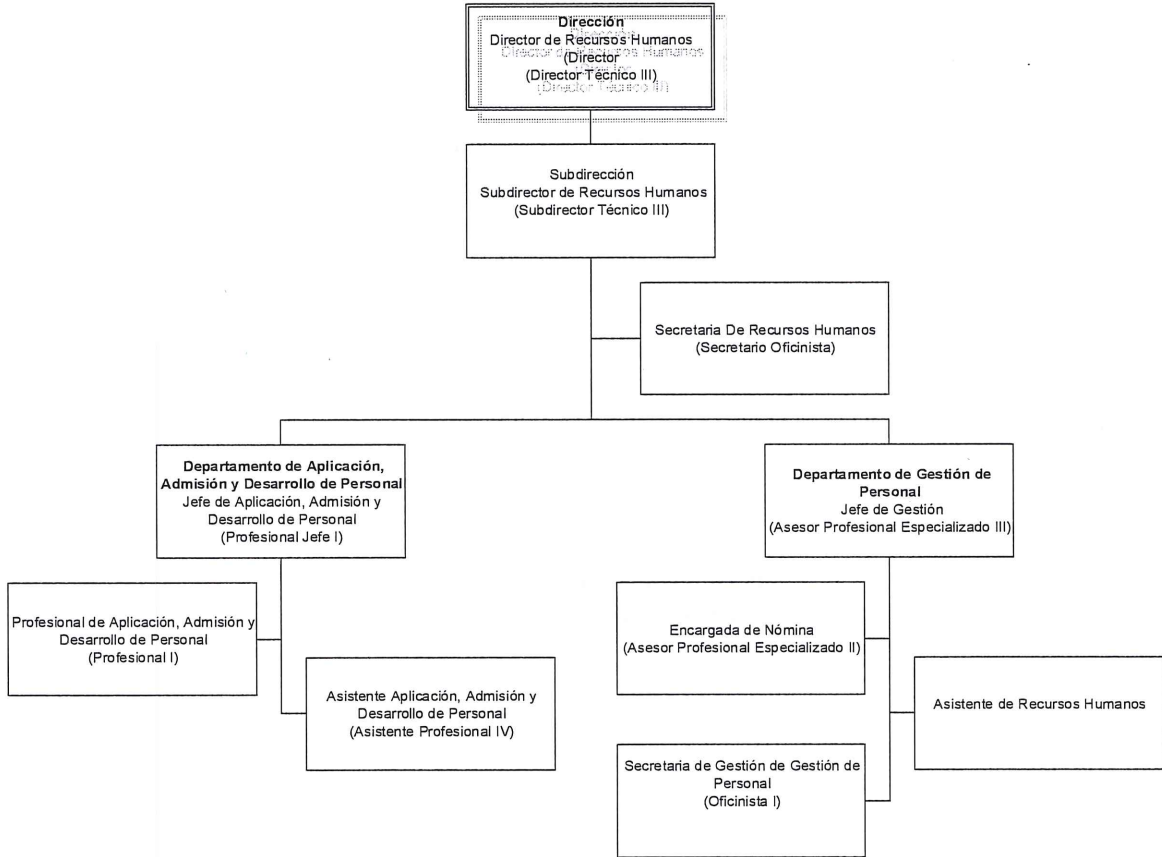 Dirección
Director de Recursos Humanos
(Director
(Director Técnico III)
Subdirección
Subdirector de Recursos Humanos
(Subdirector Técnico III)
Secretaria De Recursos Humanos
(Secretario Oficinista)
Departamento de Aplicación,
Admisión y Desarrollo de Personal
Jefe de Aplicación, Admisión y
Desarrollo de Personal
(Profesional Jefe I)
Departamento de Gestión de
Personal
Jefe de Gestión
(Asesor Profesional Especializado III)
Profesional de Aplicación, Admisión y
Desarrollo de Personal
(Profesional I)
Asistente Aplicación, Admisión y
Desarrollo de Personal
(Asistente Profesional IV)
Encargada de Nómina
(Asesor Profesional Especializado II)
Asistente de Recursos Humanos
Secretaria de Gestión de Gestión de
Personal
(Oficinista I)